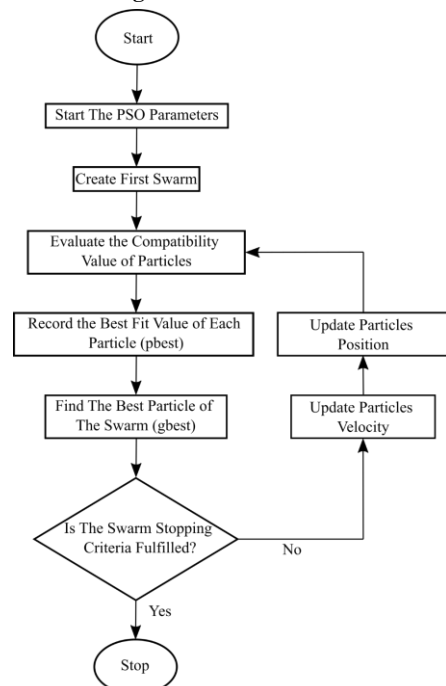 Start
Start The PSO Parameters
Create First Swarm
Evaluate the Compatibility
Value of Particles
Record the Best Fit Value of Each
Particle (pbest)
Find The Best Particle of
The Swarm (gbest)
Is The Swarm Stopping
Criteria Fulfilled?
No
Update Particles
Velocity
Update Particles
Position
Yes
Stop